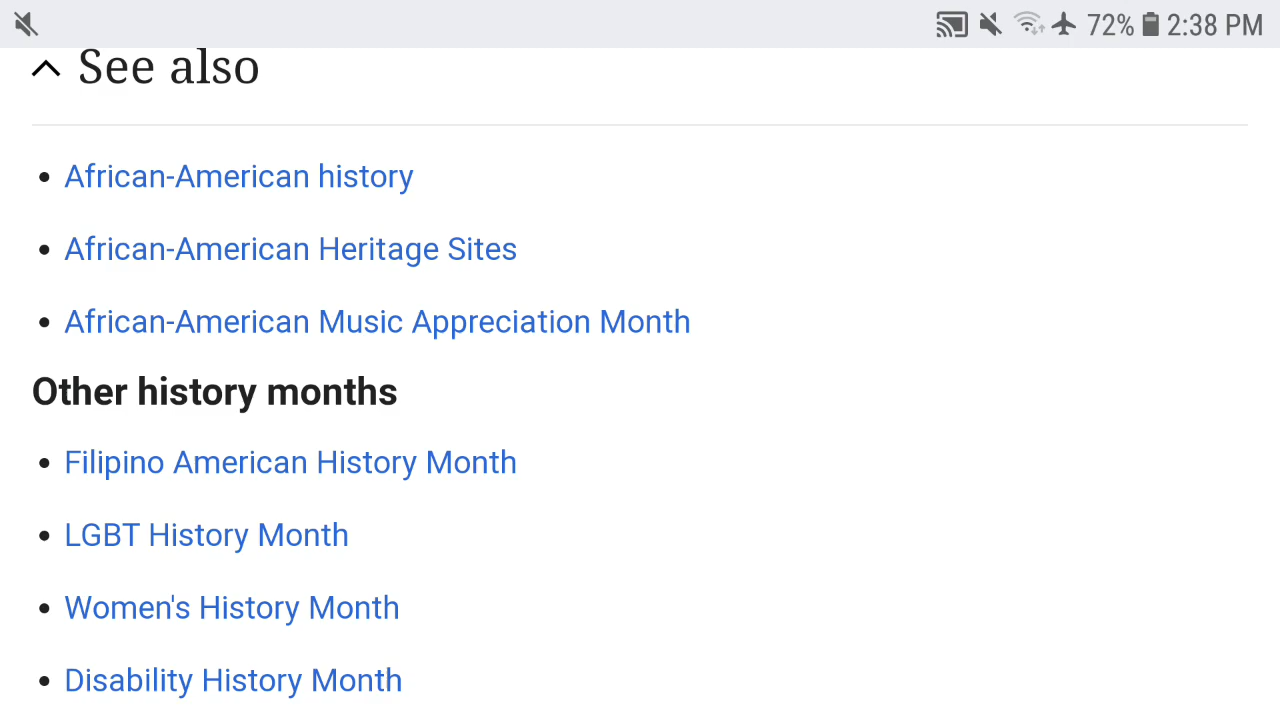 72% 2:38 PM
See also
African-American history
African-American Heritage Sites
African-American Music Appreciation Month
Other history months
Filipino American History Month
LGBT History Month
Women's History Month
Disability History Month